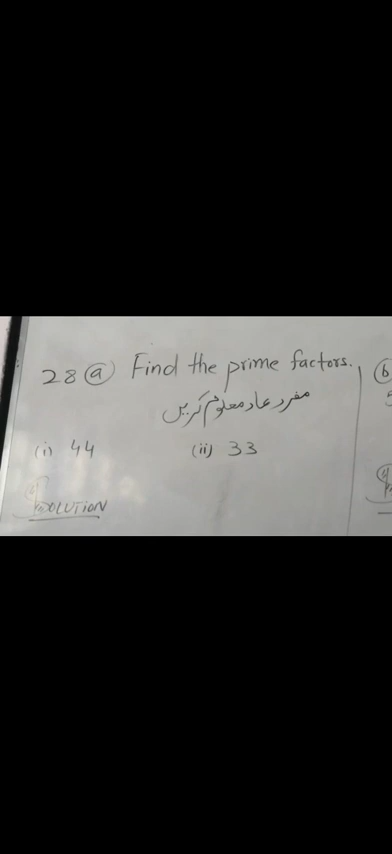 28 (a) Find the prime factors.
مفرد عاد معلوم کریں
(i) 44 (ii) 33
SOLUTION
(b)